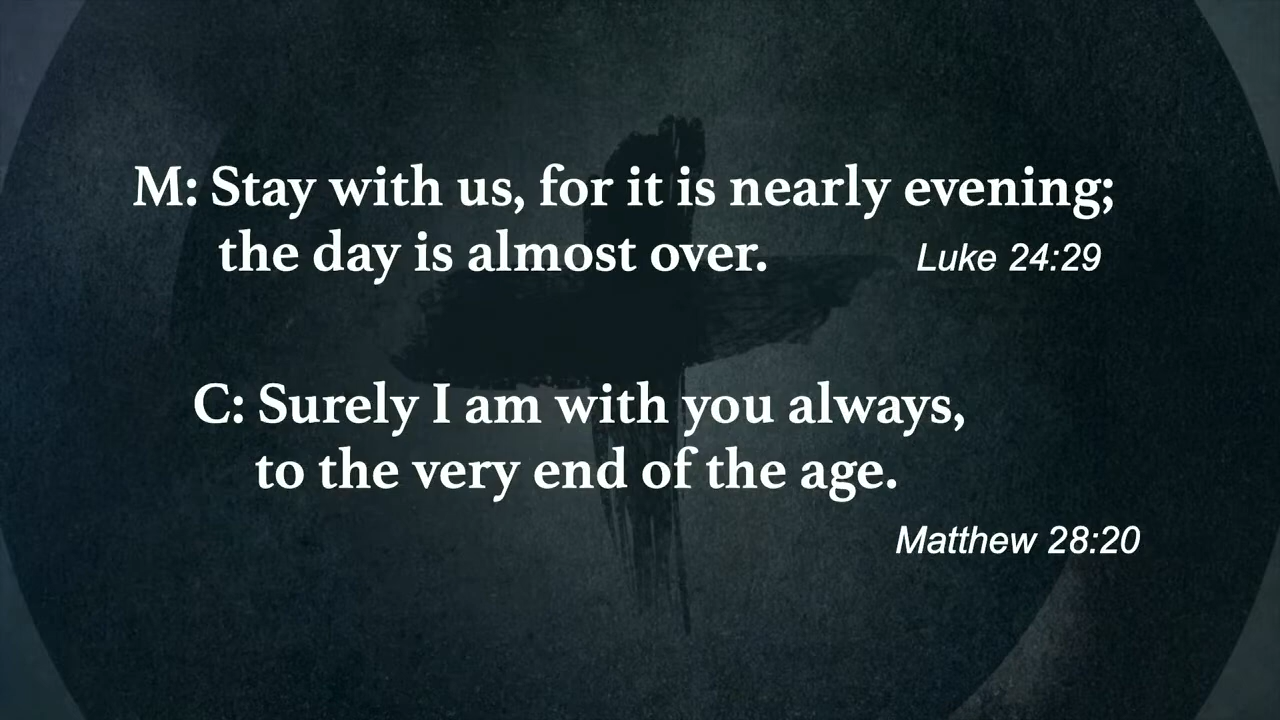 M: Stay with us, for it is nearly evening;
the day is almost over. Luke 24:29
C: Surely I am with you always,
to the very end of the age.
Matthew 28:20